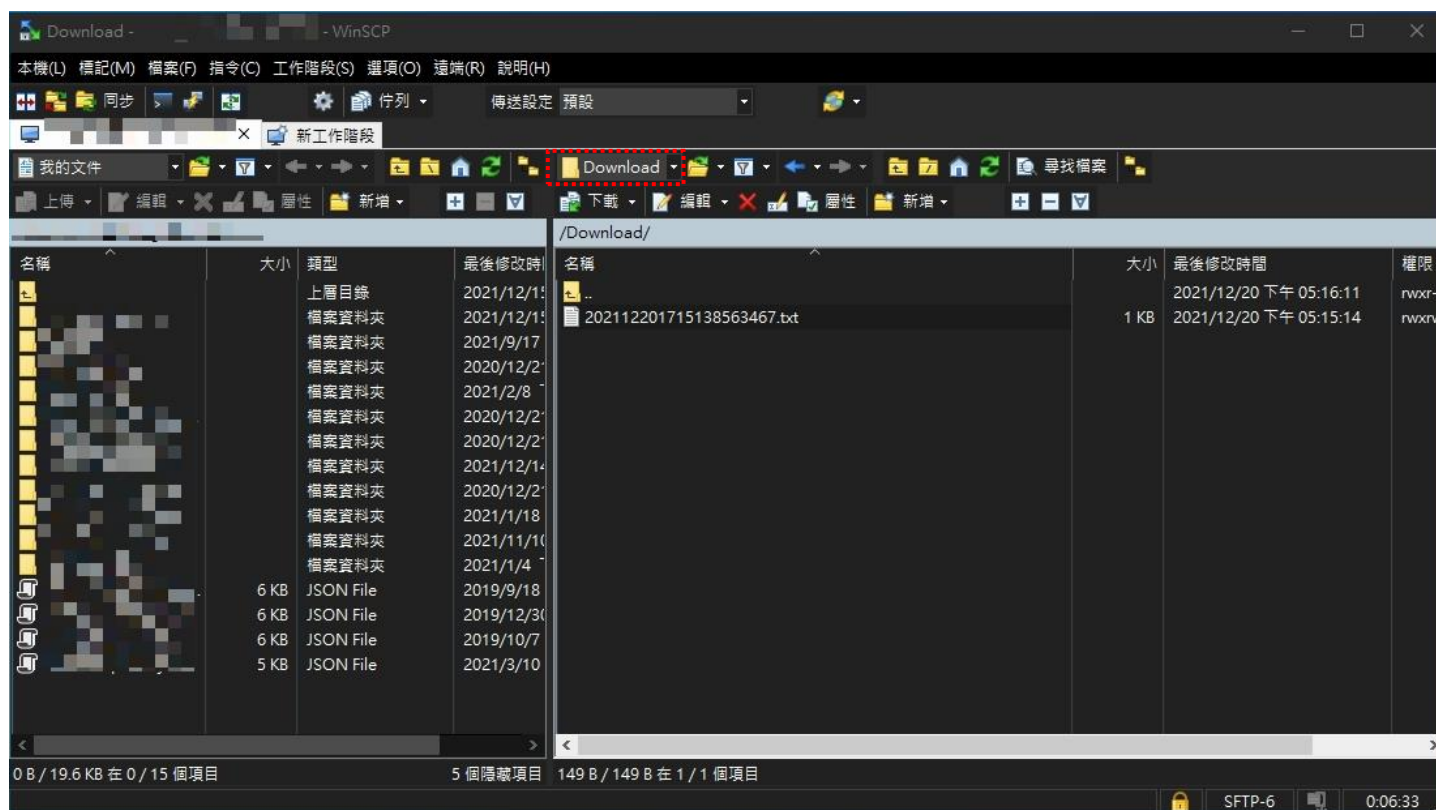 Download - - WinSCP
本機(L) 標記(M) 檔案(F) 指令(C) 工作階段(S) 選項(O) 遠端(R) 說明(H)
同步 佇列 傳送設定 預設
新工作階段
我的文件 Download 尋找檔案
上傳 編輯 屬性 新增 下載 編輯 屬性 新增
/Download/
名稱 大小 類型 最後修改時 名稱 大小 最後修改時間 權限
上層目錄 2021/12/15 .. 2021/12/20 下午 05:16:11 rwxr-
檔案資料夾 2021/12/15 202112201715138563467.txt 1 KB 2021/12/20 下午 05:15:14 rwxrw
檔案資料夾 2021/9/17
檔案資料夾 2020/12/21
檔案資料夾 2021/2/8
檔案資料夾 2020/12/21
檔案資料夾 2020/12/21
檔案資料夾 2021/12/14
檔案資料夾 2020/12/21
檔案資料夾 2021/1/18
檔案資料夾 2021/11/10
檔案資料夾 2021/1/4
6 KB JSON File 2019/9/18
6 KB JSON File 2019/12/30
6 KB JSON File 2019/10/7
5 KB JSON File 2021/3/10
0 B / 19.6 KB 在 0 / 15 個項目 5 個隱藏項目 149 B / 149 B 在 1 / 1 個項目
SFTP-6 0:06:33